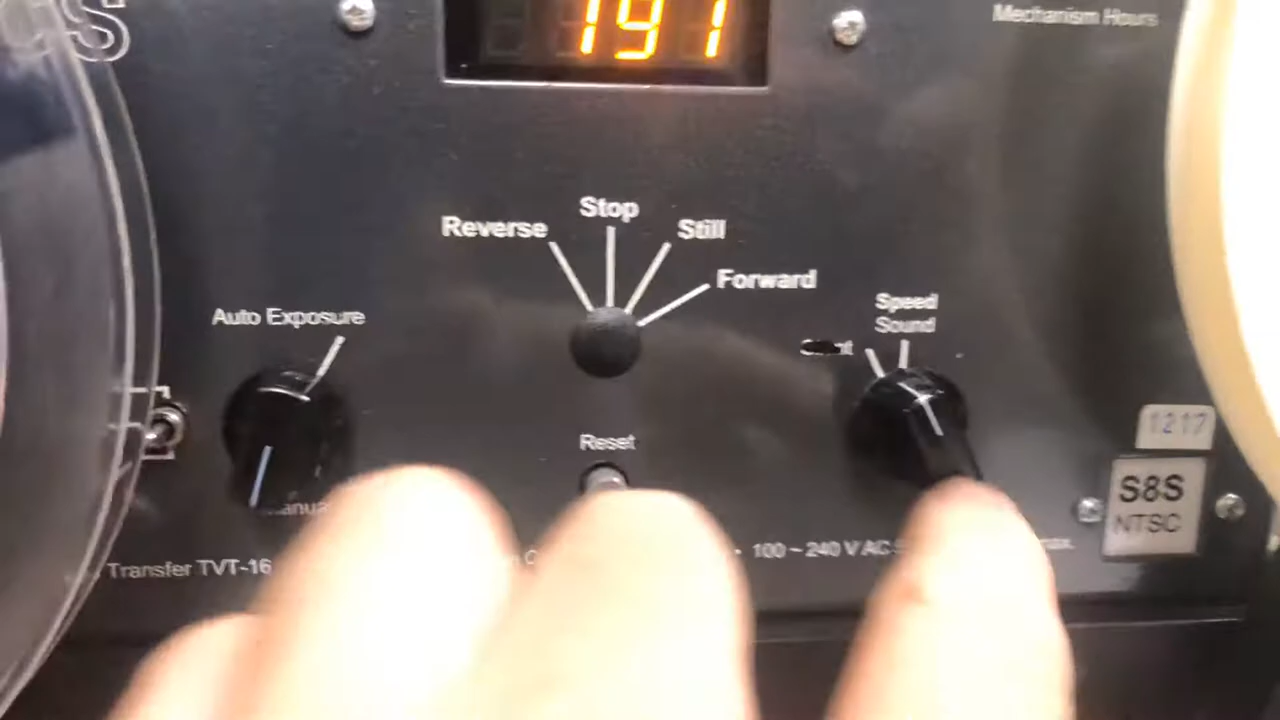 191
Mechanism Hours
Reverse
Stop
Still
Forward
Auto Exposure
Speed
Sound
Reset
1217
S8S
NTSC
Transfer TVT-16
100 ~ 240 V AC